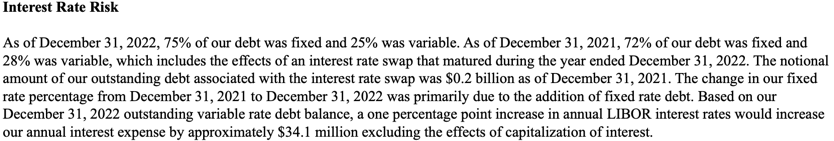 Interest Rate Risk
As of December 31, 2022, 75% of our debt was fixed and 25% was variable. As of December 31, 2021, 72% of our debt was fixed and
28% was variable, which includes the effects of an interest rate swap that matured during the year ended December 31, 2022. The notional
amount of our outstanding debt associated with the interest rate swap was $0.2 billion as of December 31, 2021. The change in our fixed
rate percentage from December 31, 2021 to December 31, 2022 was primarily due to the addition of fixed rate debt. Based on our
December 31, 2022 outstanding variable rate debt balance, a one percentage point increase in annual LIBOR interest rates would increase
our annual interest expense by approximately $34.1 million excluding the effects of capitalization of interest.